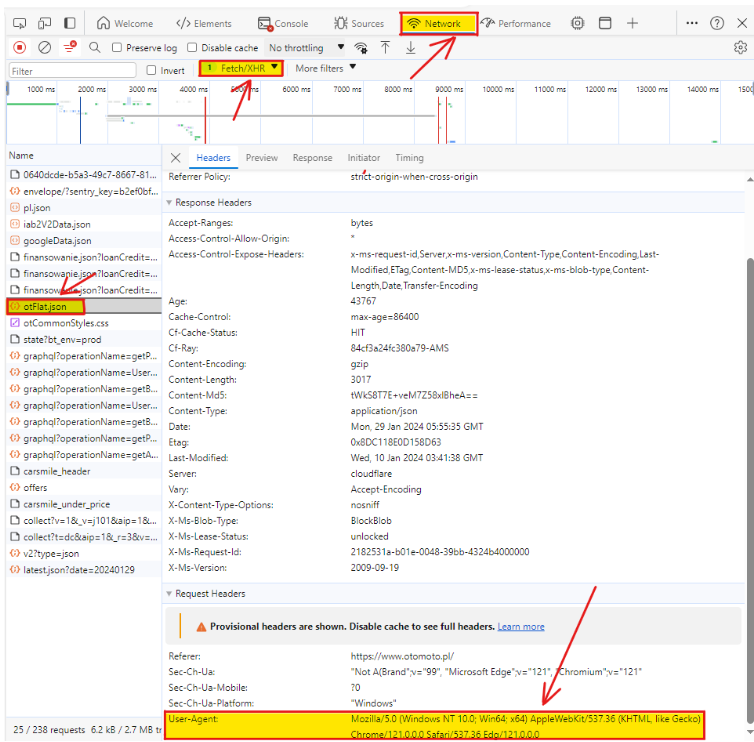 Welcome Elements Console Sources Network Performance
Preserve log Disable cache No throttling
Filter Invert 1 Fetch/XHR More filters
1000 ms 2000 ms 3000 ms 4000 ms 5000 ms 6000 ms 7000 ms 8000 ms 9000 ms 10000 ms 11000 ms 12000 ms 13000 ms 14000 ms 1500
Name
0640dcde-b5a3-49c7-8667-81...
envelope/?sentry_key=b2ef0bf...
pl.json
iab2V2Data.json
googleData.json
finansowanie.json?loanCredit=...
finansowanie.json?loanCredit=...
finansowanie.json?loanCredit=...
otFlat.json
otCommonStyles.css
state?bt_env=prod
graphql?operationName=getP...
graphql?operationName=User...
graphql?operationName=getB...
graphql?operationName=User...
graphql?operationName=getB...
graphql?operationName=getP...
graphql?operationName=getA...
carsmile_header
offers
carsmile_under_price
collect?v=1&_v=j101&aip=1&...
collect?t=dc&aip=1&_r=3&v=...
v2?type=json
latest.json?date=20240129
25 / 238 requests 6.2 kB / 2.7 MB tr
Headers Preview Response Initiator Timing
Referrer Policy: strict-origin-when-cross-origin
Response Headers
Accept-Ranges: bytes
Access-Control-Allow-Origin: *
Access-Control-Expose-Headers: x-ms-request-id,Server,x-ms-version,Content-Type,Content-Encoding,Last-
Modified,ETag,Content-MD5,x-ms-lease-status,x-ms-blob-type,Content-
Length,Date,Transfer-Encoding
Age: 43767
Cache-Control: max-age=86400
Cf-Cache-Status: HIT
Cf-Ray: 84cf3a24fc380a79-AMS
Content-Encoding: gzip
Content-Length: 3017
Content-Md5: tWkS8T7E+veM7Z58xIBheA==
Content-Type: application/json
Date: Mon, 29 Jan 2024 05:55:35 GMT
Etag: 0x8DC118E0D158D63
Last-Modified: Wed, 10 Jan 2024 03:41:38 GMT
Server: cloudflare
Vary: Accept-Encoding
X-Content-Type-Options: nosniff
X-Ms-Blob-Type: BlockBlob
X-Ms-Lease-Status: unlocked
X-Ms-Request-Id: 2182531a-b01e-0048-39bb-4324b4000000
X-Ms-Version: 2009-09-19
Request Headers
Provisional headers are shown. Disable cache to see full headers. Learn more
Referer: https://www.otomoto.pl/
Sec-Ch-Ua: "Not A(Brand";v="99", "Microsoft Edge";v="121", "Chromium";v="121"
Sec-Ch-Ua-Mobile: ?0
Sec-Ch-Ua-Platform: "Windows"
User-Agent: Mozilla/5.0 (Windows NT 10.0; Win64; x64) AppleWebKit/537.36 (KHTML, like Gecko)
Chrome/121.0.0.0 Safari/537.36 Edg/121.0.0.0